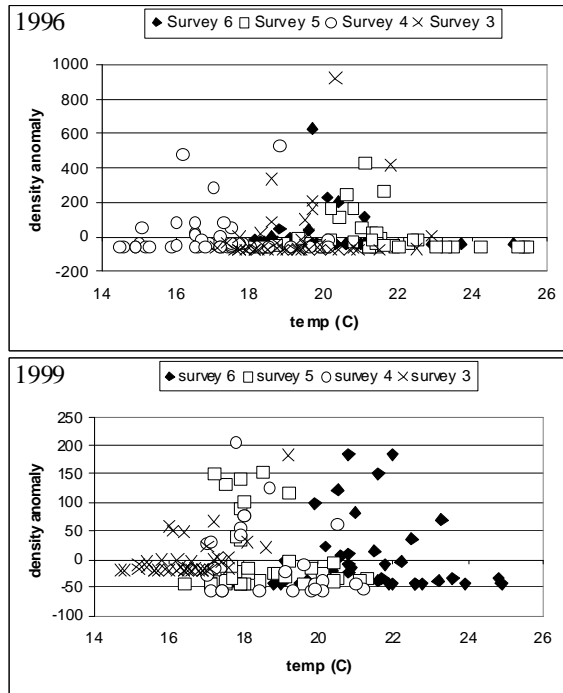 1996
Survey 6 Survey 5 Survey 4 Survey 3
1000
800
600
400
200
0
-200
density anomaly
14 16 18 20 22 24 26
temp (C)
1999
survey 6 survey 5 survey 4 survey 3
250
200
150
100
50
0
-50
-100
density anomaly
14 16 18 20 22 24 26
temp (C)